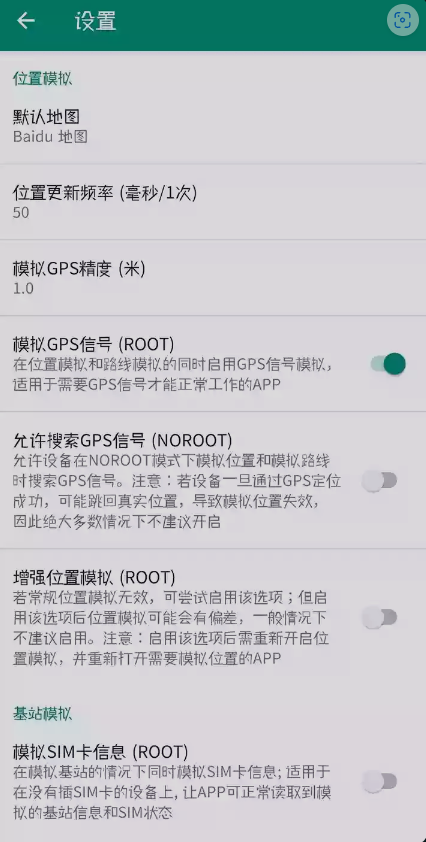 设置
位置模拟
默认地图
Baidu 地图
位置更新频率 (毫秒/1次)
50
模拟GPS精度 (米)
1.0
模拟GPS信号 (ROOT)
在位置模拟和路线模拟的同时启用GPS信号模拟，
适用于需要GPS信号才能正常工作的APP
允许搜索GPS信号 (NOROOT)
允许设备在NOROOT模式下模拟位置和模拟路线
时搜索GPS信号。注意：若设备一旦通过GPS定位
成功，可能跳回真实位置，导致模拟位置失效，
因此绝大多数情况下不建议开启
增强位置模拟 (ROOT)
若常规位置模拟无效，可尝试启用该选项；但启
用该选项后位置模拟可能会有偏差，一般情况下
不建议启用。注意：启用该选项后需重新开启位
置模拟，并重新打开需要模拟位置的APP
基站模拟
模拟SIM卡信息 (ROOT)
在模拟基站的情况下同时模拟SIM卡信息; 适用于
在没有插SIM卡的设备上, 让APP可正常读取到模
拟的基站信息和SIM状态